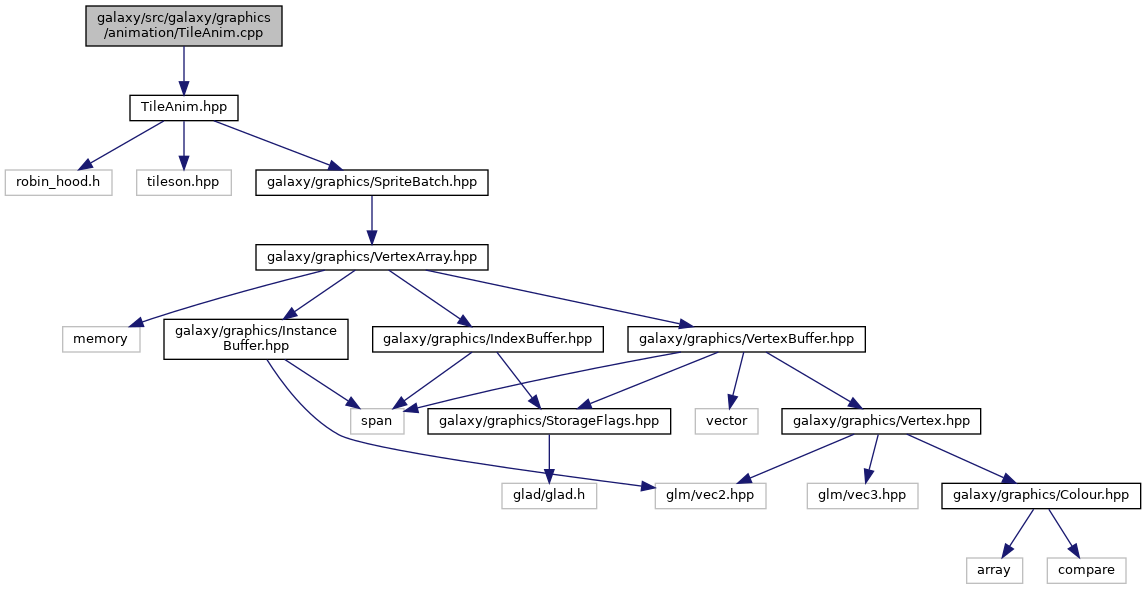 galaxy/src/galaxy/graphics
/animation/TileAnim.cpp
TileAnim.hpp
robin_hood.h
tileson.hpp
galaxy/graphics/SpriteBatch.hpp
galaxy/graphics/VertexArray.hpp
memory
galaxy/graphics/Instance
Buffer.hpp
galaxy/graphics/IndexBuffer.hpp
galaxy/graphics/VertexBuffer.hpp
span
galaxy/graphics/StorageFlags.hpp
vector
galaxy/graphics/Vertex.hpp
glad/glad.h
glm/vec2.hpp
glm/vec3.hpp
galaxy/graphics/Colour.hpp
array
compare